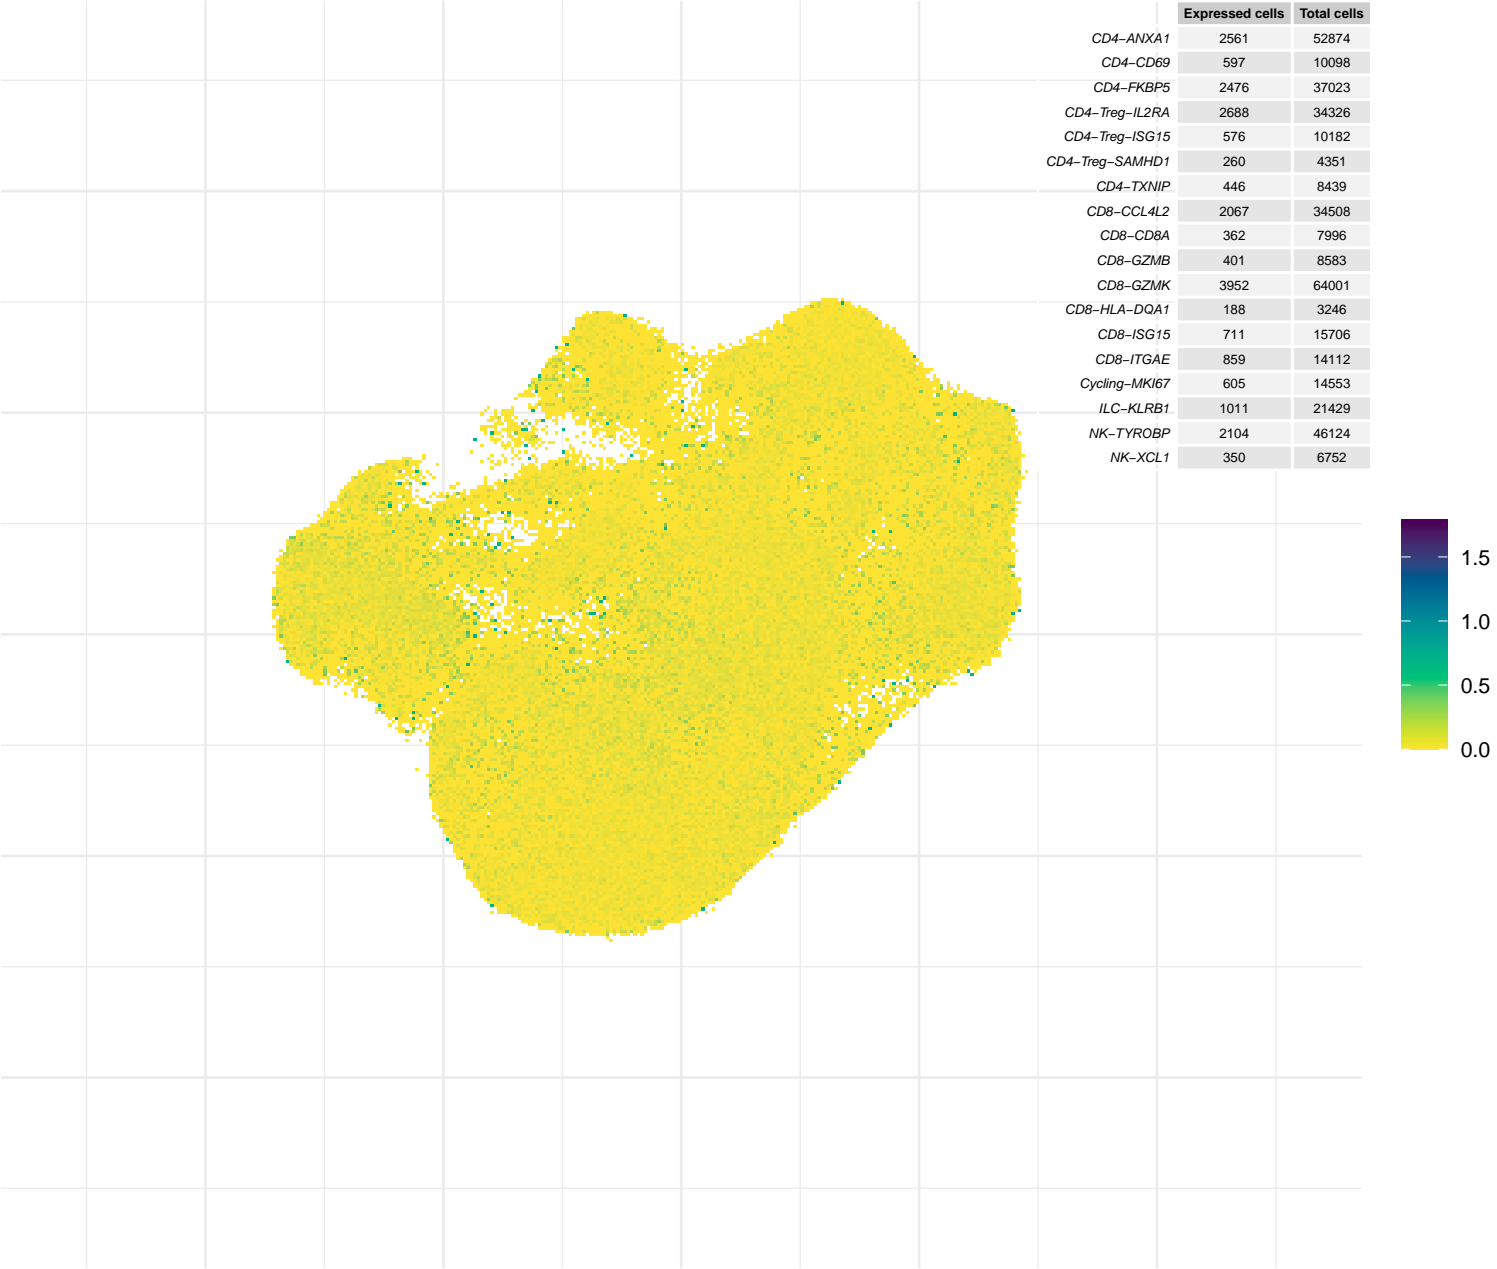 Expressed cells Total cells
CD4−ANXA1 2561 52874
CD4−CD69 597 10098
CD4−FKBP5 2476 37023
CD4−Treg−IL2RA 2688 34326
CD4−Treg−ISG15 576 10182
CD4−Treg−SAMHD1 260 4351
CD4−TXNIP 446 8439
CD8−CCL4L2 2067 34508
CD8−CD8A 362 7996
CD8−GZMB 401 8583
CD8−GZMK 3952 64001
CD8−HLA−DQA1 188 3246
CD8−ISG15 711 15706
CD8−ITGAE 859 14112
Cycling−MKI67 605 14553
ILC−KLRB1 1011 21429
NK−TYROBP 2104 46124
NK−XCL1 350 6752
1.5
1.0
0.5
0.0